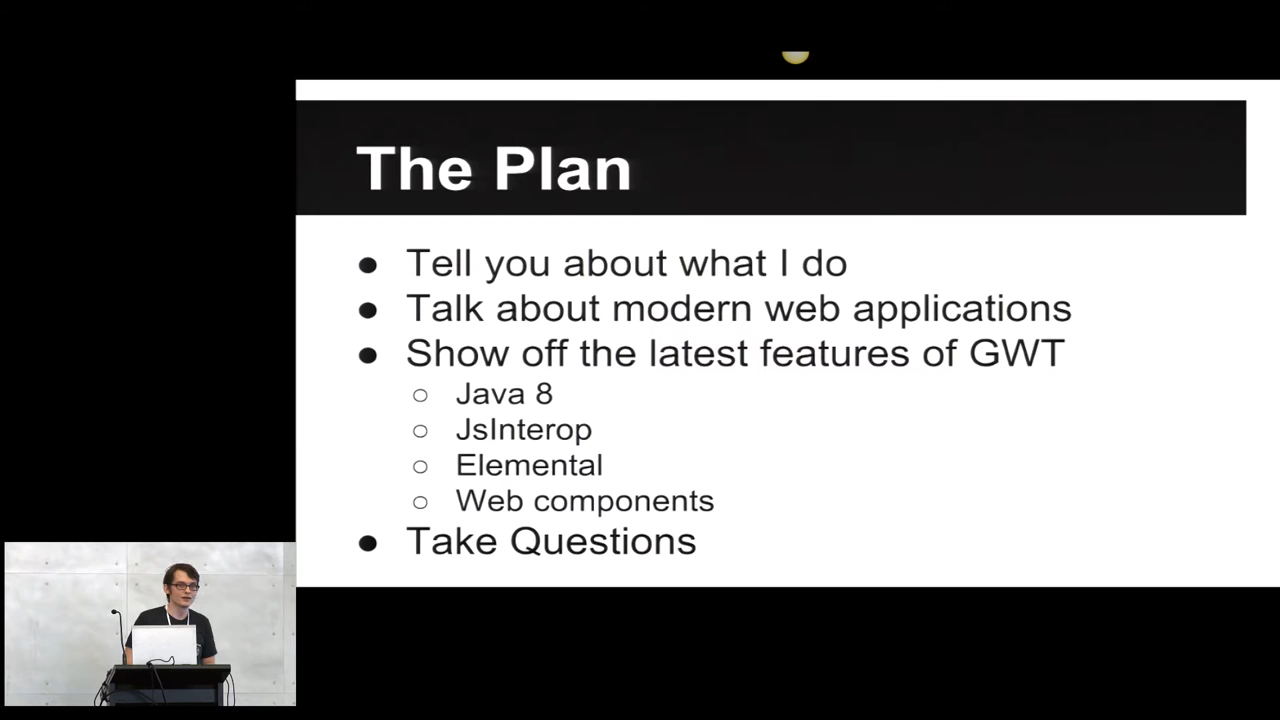 The Plan
Tell you about what I do
Talk about modern web applications
Show off the latest features of GWT
Java 8
JsInterop
Elemental
Web components
Take Questions